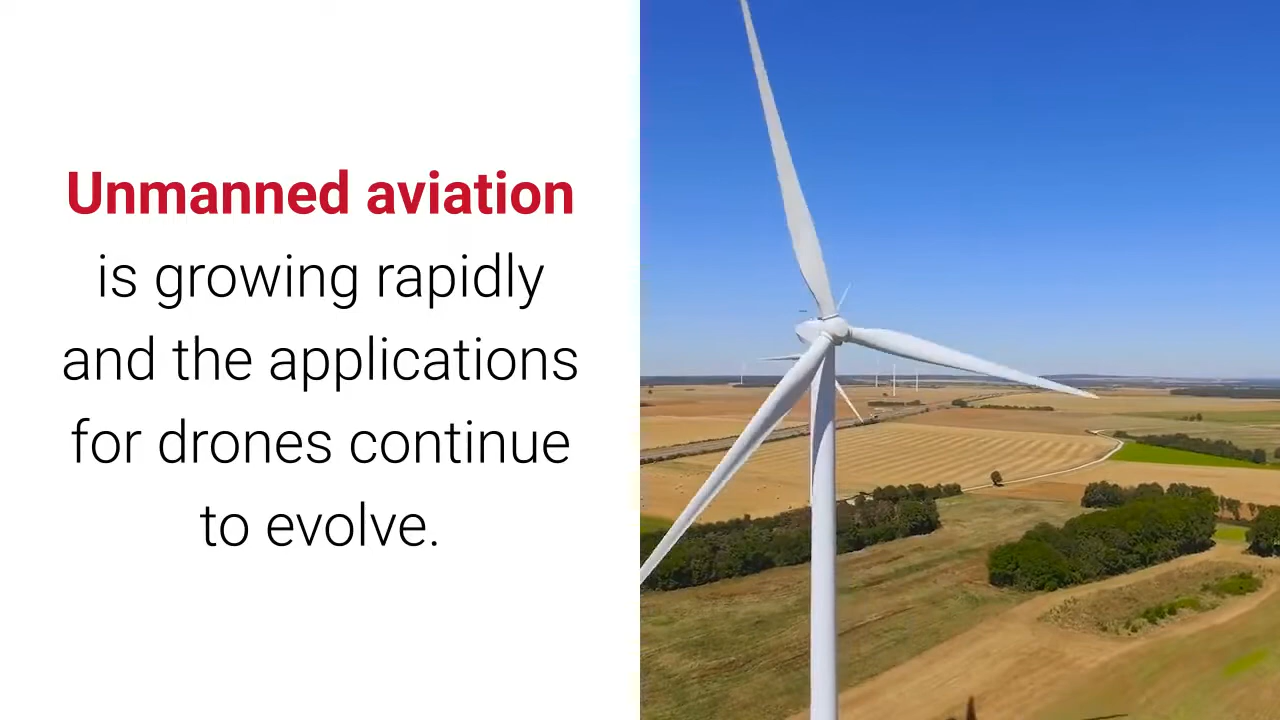 Unmanned aviation
is growing rapidly
and the applications
for drones continue
to evolve.